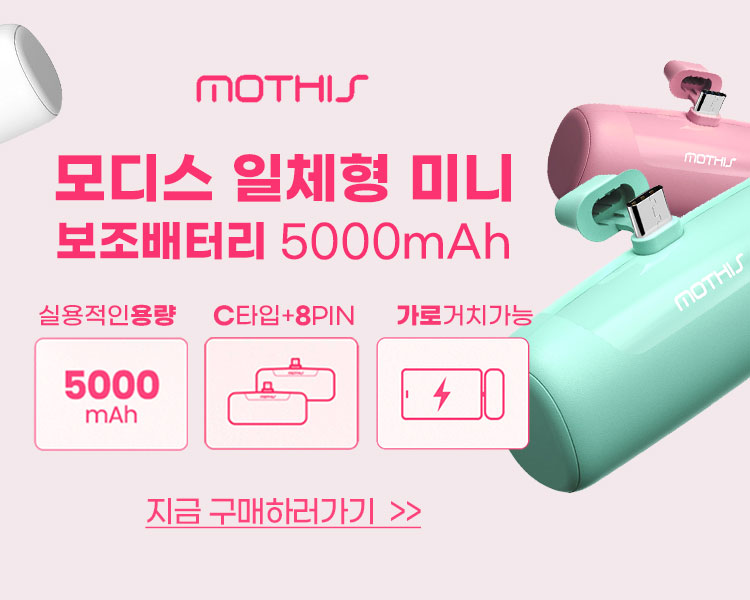 MOTHIS
모디스 일체형 미니
보조배터리 5000mAh
실용적인용량
C타입+8PIN
가로거치가능
5000
mAh
지금 구매하러가기 >>
MOTHIS
MOTHIS